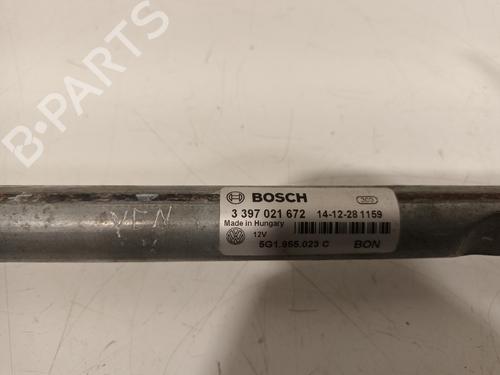 B-PARTS
BOSCH
3 397 021 672 14-12-28 1159
Made in Hungary
12V
5G1.955.023 C BON